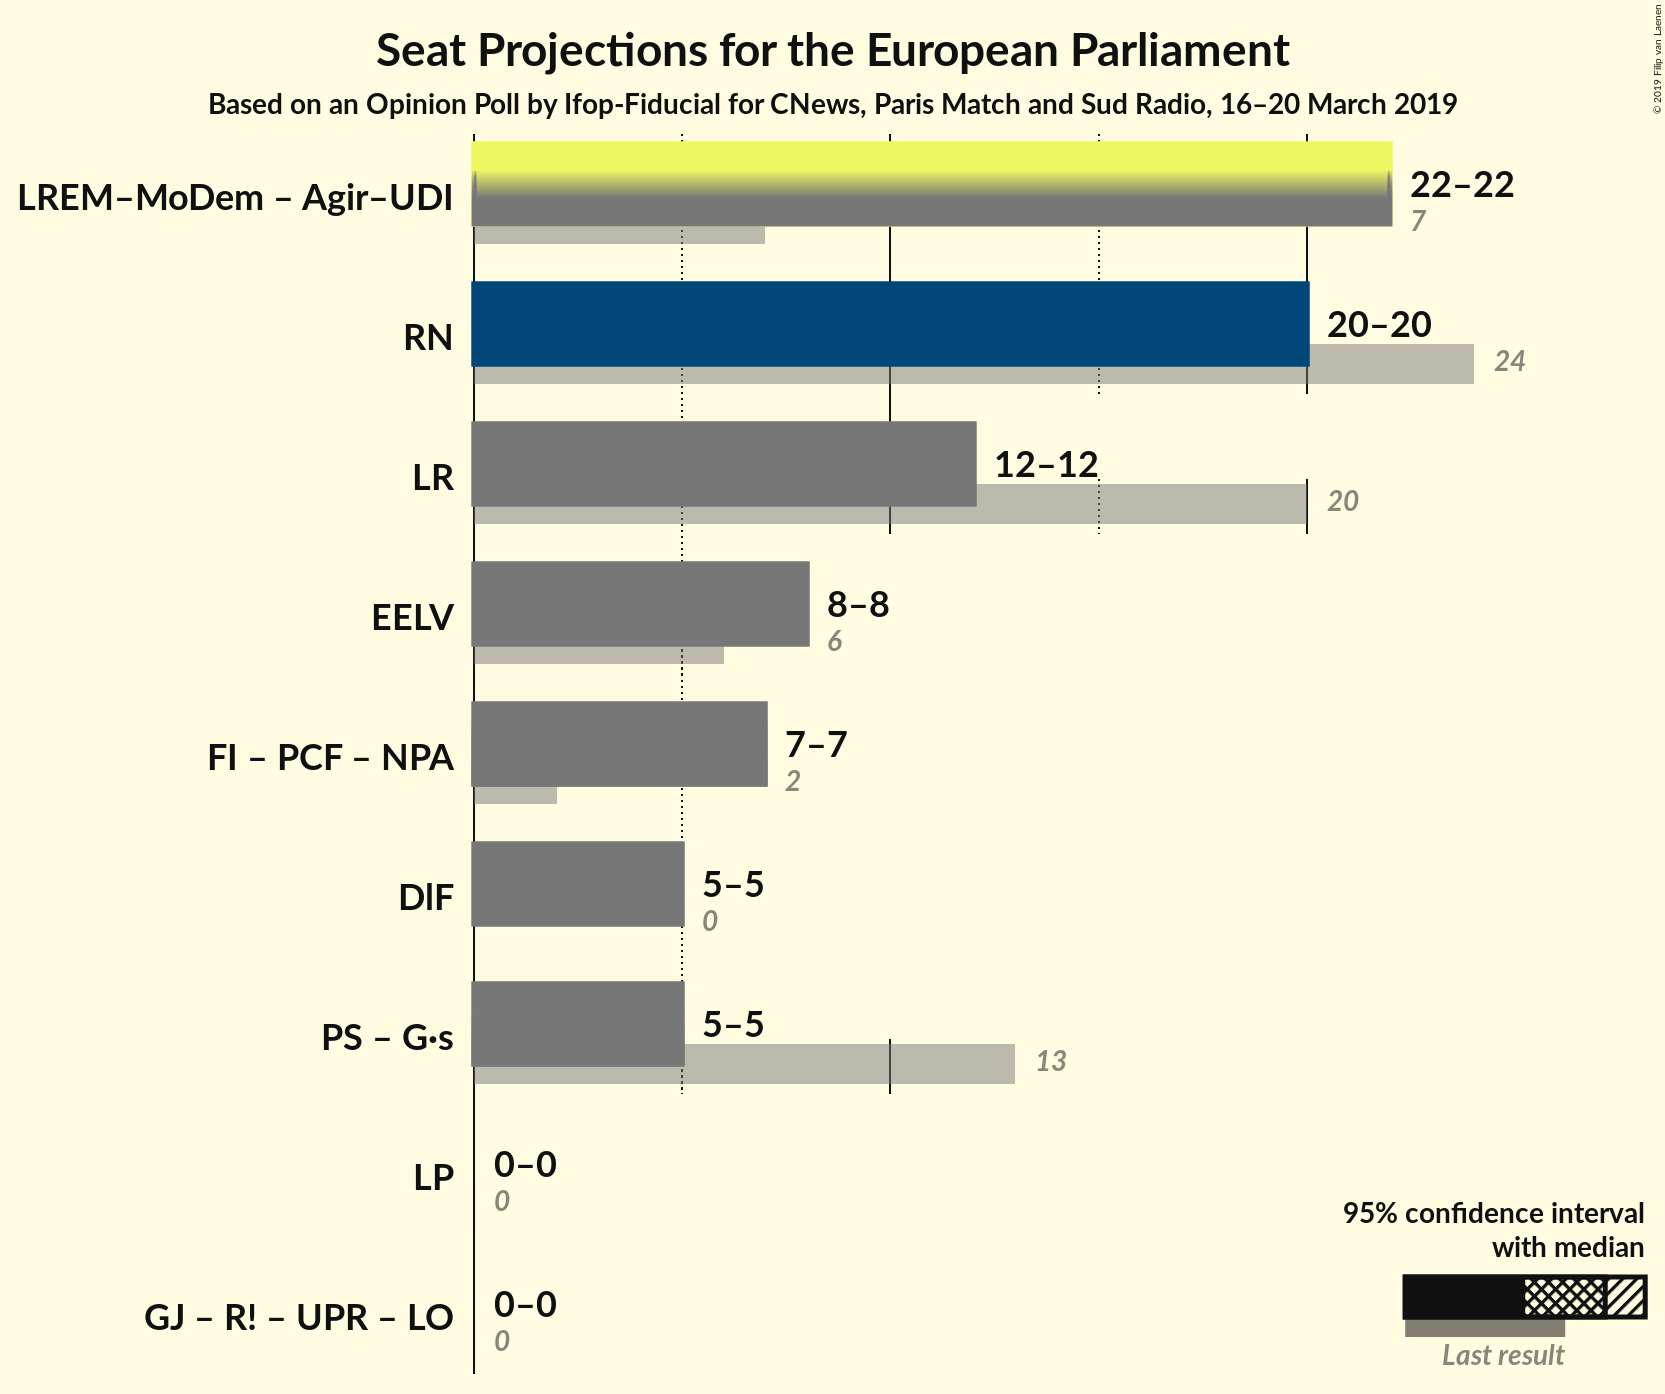 Seat Projections for the European Parliament
Based on an Opinion Poll by Ifop-Fiducial for CNews, Paris Match and Sud Radio, 16–20 March 2019
© 2019 Filip van Laenen
LREM–MoDem – Agir–UDI
22–22
7
RN
20–20
24
LR
12–12
20
EELV
8–8
6
FI – PCF – NPA
7–7
2
DlF
5–5
0
PS – G·s
5–5
13
LP
0–0
0
GJ – R! – UPR – LO
0–0
0
95% confidence interval
with median
Last result